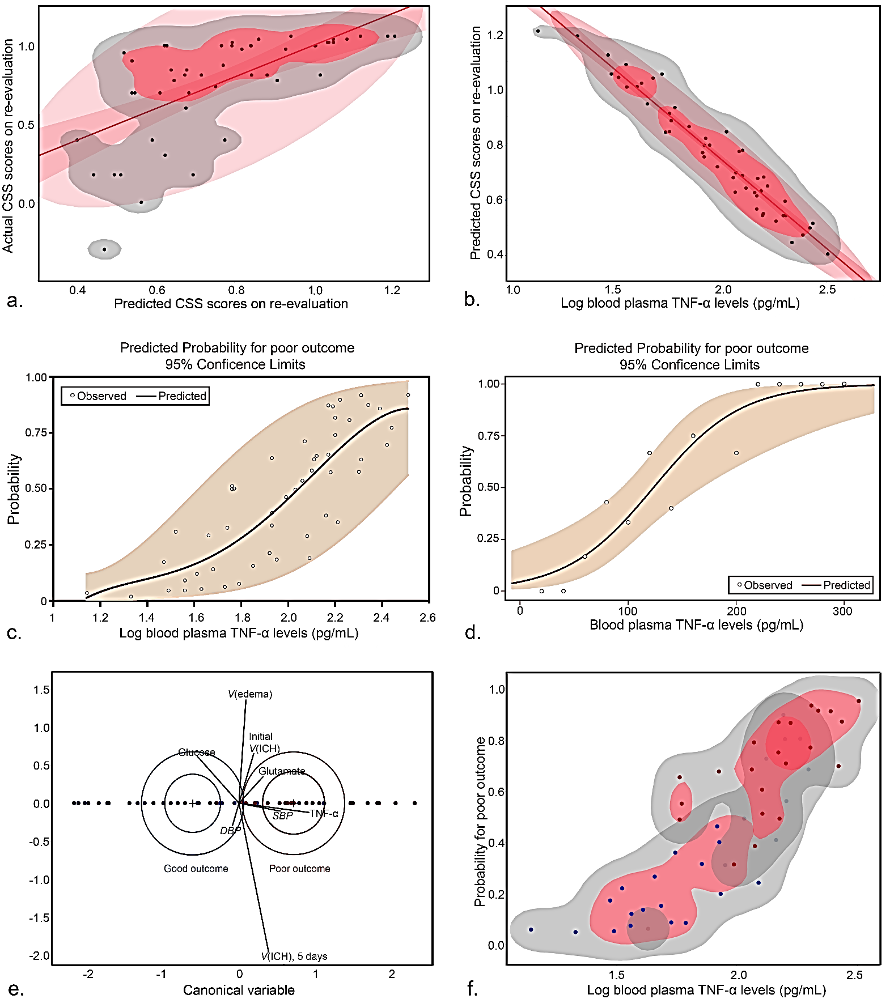 Actual CSS scores on re-evaluation
1.0
0.5
0.0
0.4 0.6 0.8 1.0 1.2
Predicted CSS scores on re-evaluation
a.
Predicted CSS scores on re-evaluation
1.2
1.0
0.8
0.6
0.4
1.0 1.5 2.0 2.5
Log blood plasma TNF-α levels (pg/mL)
b.
Predicted Probability for poor outcome
95% Conficence Limits
Observed Predicted
Probability
1.00
0.75
0.50
0.25
0
1 1.2 1.4 1.6 1.8 2.0 2.2 2.4 2.6
Log blood plasma TNF-α levels (pg/mL)
c.
Predicted Probability for poor outcome
95% Conficence Limits
Probability
1.00
0.75
0.50
0.25
0
Observed Predicted
0 100 200 300
Blood plasma TNF-α levels (pg/mL)
d.
1.5
1.0
0.5
0.0
-0.5
-1.0
-1.5
-2.0
V(edema)
Initial
V(ICH)
Glucose
Glutamate
TNF-α
SBP
DBP
Good outcome
Poor outcome
V(ICH), 5 days
-2 -1 0 1 2
Canonical variable
e.
Probability for poor outcome
1.0
0.8
0.6
0.4
0.2
0.0
1.5 2.0 2.5
Log blood plasma TNF-α levels (pg/mL)
f.